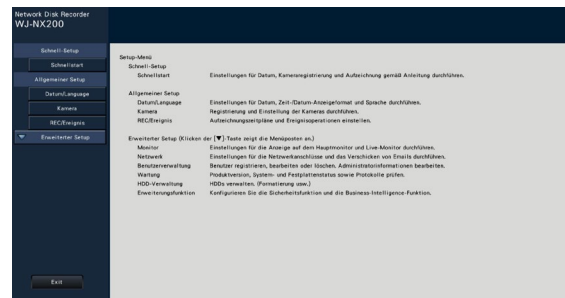 Network Disk Recorder
WJ-NX200
Schnell-Setup
Schnellstart
Allgemeiner Setup
Datum/Language
Kamera
REC/Ereignis
Erweiterter Setup
Exit
Setup-Menü
Schnell-Setup
Schnellstart Einstellungen für Datum, Kameraregistrierung und Aufzeichnung gemäß Anleitung durchführen.
Allgemeiner Setup
Datum/Language Einstellungen für Datum, Zeit-/Datum-Anzeigeformat und Sprache durchführen.
Kamera Registrierung und Einstellung der Kameras durchführen.
REC/Ereignis Aufzeichnungszeitpläne und Ereignisoperationen einstellen.
Erweiterter Setup (Klicken der [▼]-Taste zeigt die Menüposten an.)
Monitor Einstellungen für die Anzeige auf dem Hauptmonitor und Live-Monitor durchführen.
Netzwerk Einstellungen für die Netzwerkanschlüsse und das Verschicken von Emails durchführen.
Benutzerverwaltung Benutzer registrieren, bearbeiten oder löschen. Administratorinformationen bearbeiten.
Wartung Produktversion, System- und Festplattenstatus sowie Protokolle prüfen.
HDD-Verwaltung HDDs verwalten. (Formatierung usw.)
Erweiterungsfunktion Konfigurieren Sie die Sicherheitsfunktion und die Business-Intelligence-Funktion.